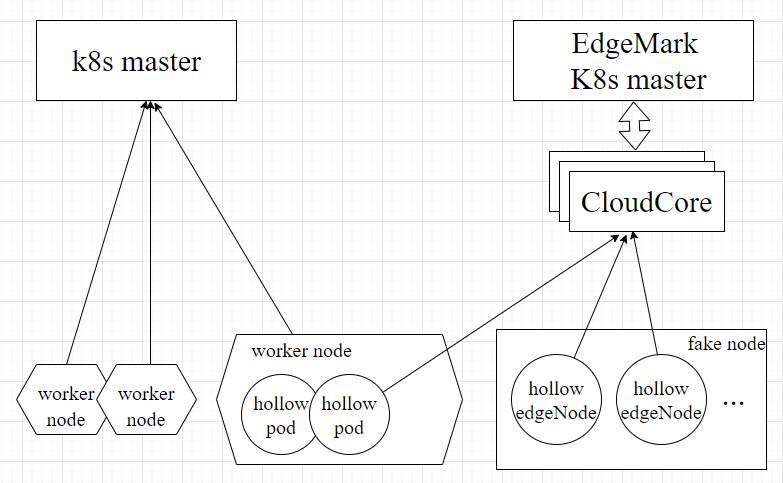 k8s master
EdgeMark
K8s master
CloudCore
worker node
fake node
worker
node
worker
node
hollow
pod
hollow
pod
hollow
edgeNode
hollow
edgeNode
...